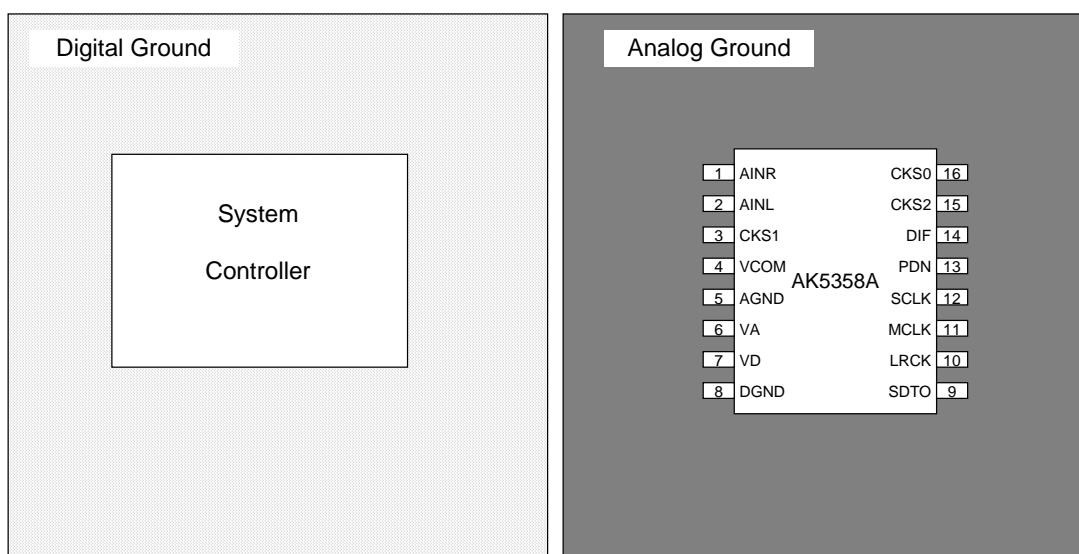 Digital Ground
Analog Ground
System
Controller
1 AINR
2 AINL
3 CKS1
4 VCOM
5 AGND
6 VA
7 VD
8 DGND
AK5358A
CKS0 16
CKS2 15
DIF 14
PDN 13
SCLK 12
MCLK 11
LRCK 10
SDTO 9